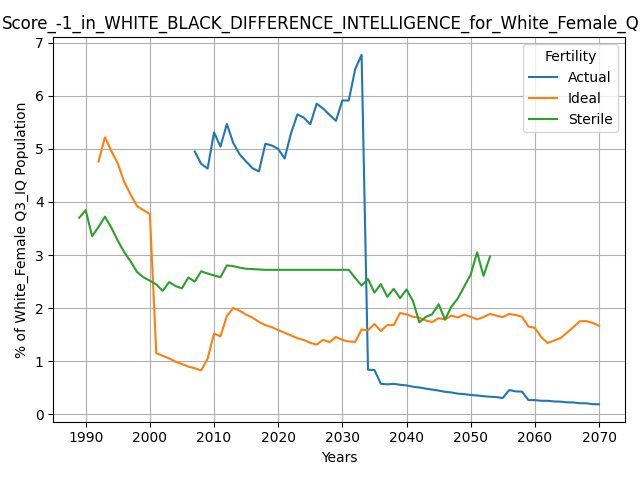 Score_-1_in_WHITE_BLACK_DIFFERENCE_INTELLIGENCE_for_White_Female_Q
Fertility
Actual
Ideal
Sterile
% of White_Female Q3_IQ Population
7
6
5
4
3
2
1
0
1990 2000 2010 2020 2030 2040 2050 2060 2070
Years